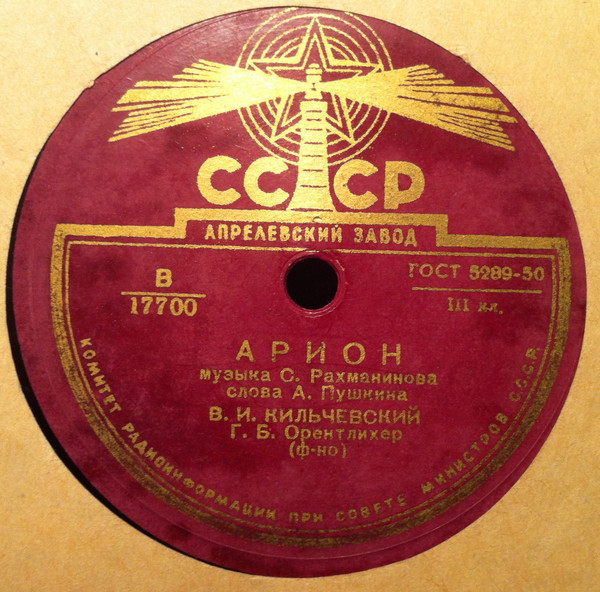 СССР
АПРЕЛЕВСКИЙ ЗАВОД
В
17700
ГОСТ 5289-50
III кл.
АРИОН
музыка С. Рахманинова
слова А. Пушкина
В. И. КИЛЬЧЕВСКИЙ
Г. Б. Орентлихер
(ф-но)
КОМИТЕТ РАДИОИНФОРМАЦИИ ПРИ СОВЕТЕ МИНИСТРОВ СССР.